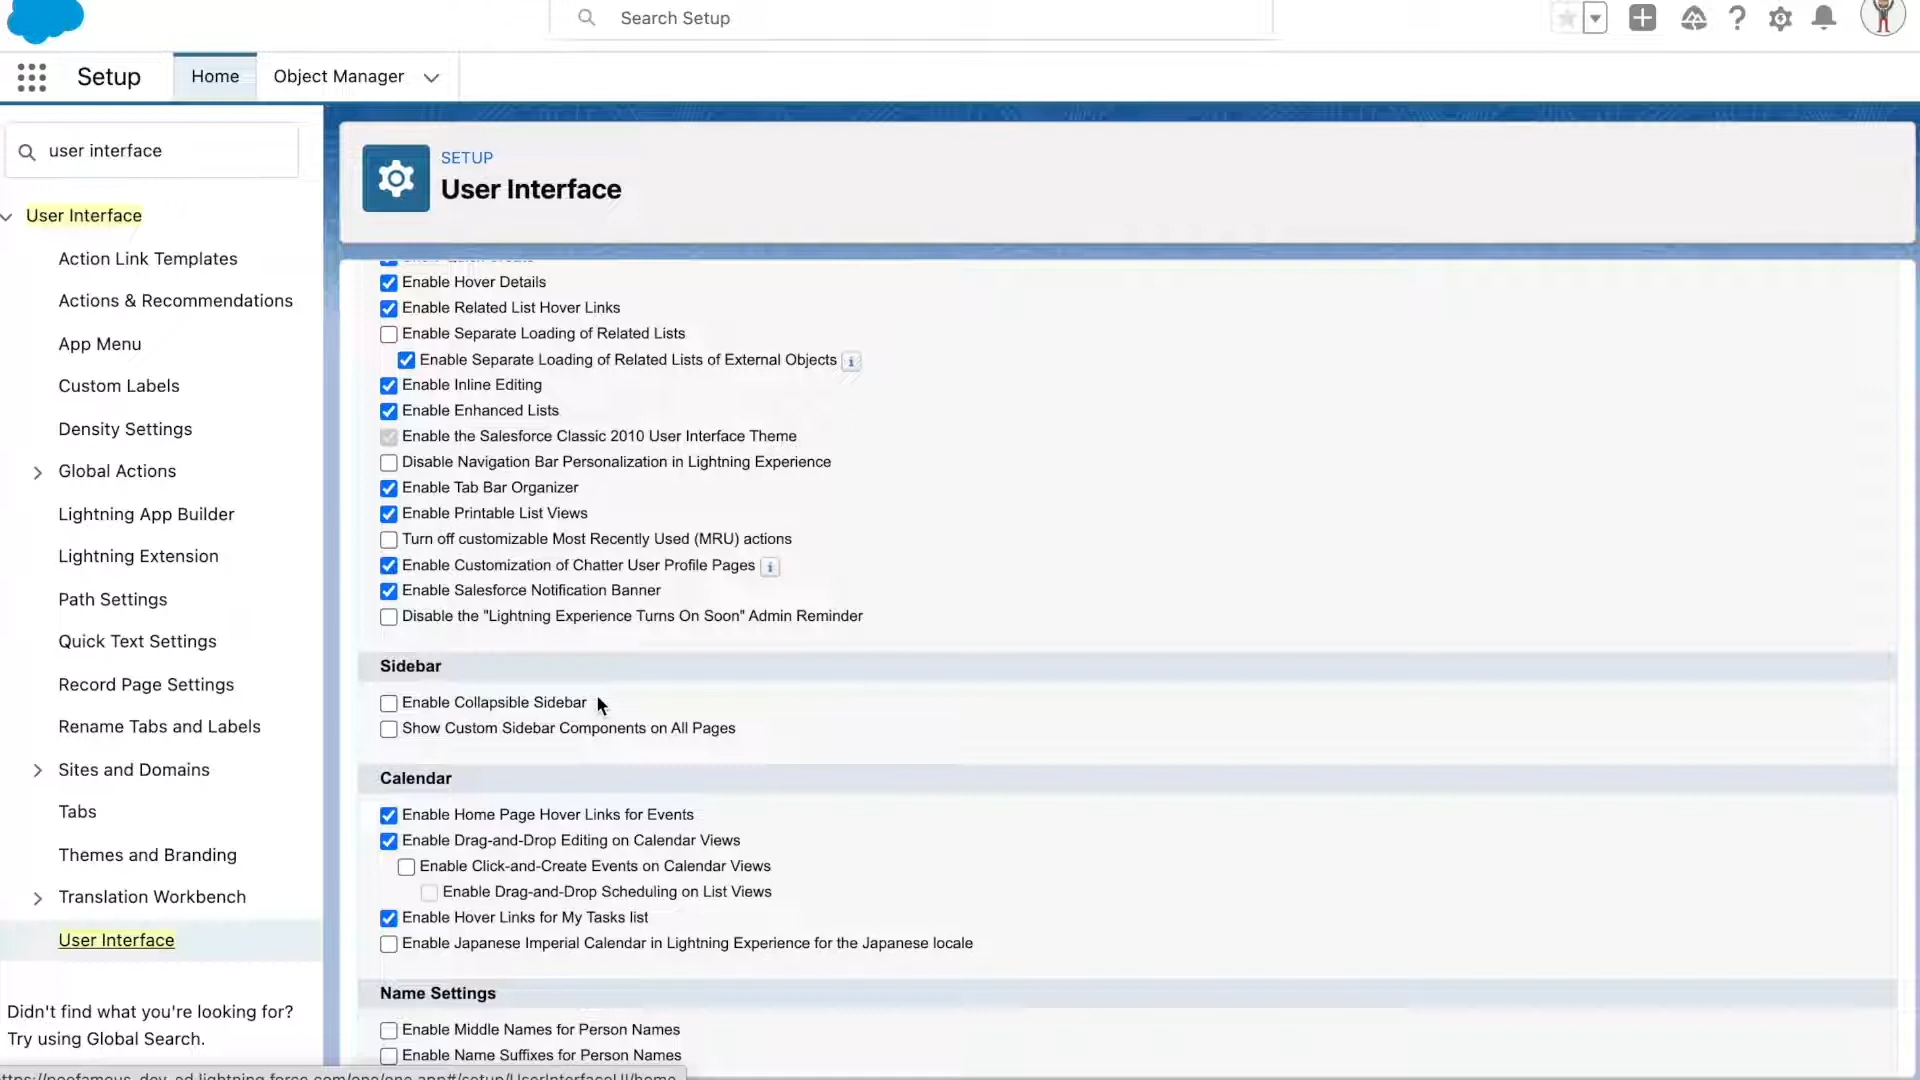 Search Setup
Setup
Home
Object Manager
user interface
User Interface
Action Link Templates
Actions & Recommendations
App Menu
Custom Labels
Density Settings
Global Actions
Lightning App Builder
Lightning Extension
Path Settings
Quick Text Settings
Record Page Settings
Rename Tabs and Labels
Sites and Domains
Tabs
Themes and Branding
Translation Workbench
User Interface
Didn't find what you're looking for?
Try using Global Search.
SETUP
User Interface
Enable Hover Details
Enable Related List Hover Links
Enable Separate Loading of Related Lists
Enable Separate Loading of Related Lists of External Objects
Enable Inline Editing
Enable Enhanced Lists
Enable the Salesforce Classic 2010 User Interface Theme
Disable Navigation Bar Personalization in Lightning Experience
Enable Tab Bar Organizer
Enable Printable List Views
Turn off customizable Most Recently Used (MRU) actions
Enable Customization of Chatter User Profile Pages
Enable Salesforce Notification Banner
Disable the "Lightning Experience Turns On Soon" Admin Reminder
Sidebar
Enable Collapsible Sidebar
Show Custom Sidebar Components on All Pages
Calendar
Enable Home Page Hover Links for Events
Enable Drag-and-Drop Editing on Calendar Views
Enable Click-and-Create Events on Calendar Views
Enable Drag-and-Drop Scheduling on List Views
Enable Hover Links for My Tasks list
Enable Japanese Imperial Calendar in Lightning Experience for the Japanese locale
Name Settings
Enable Middle Names for Person Names
Enable Name Suffixes for Person Names